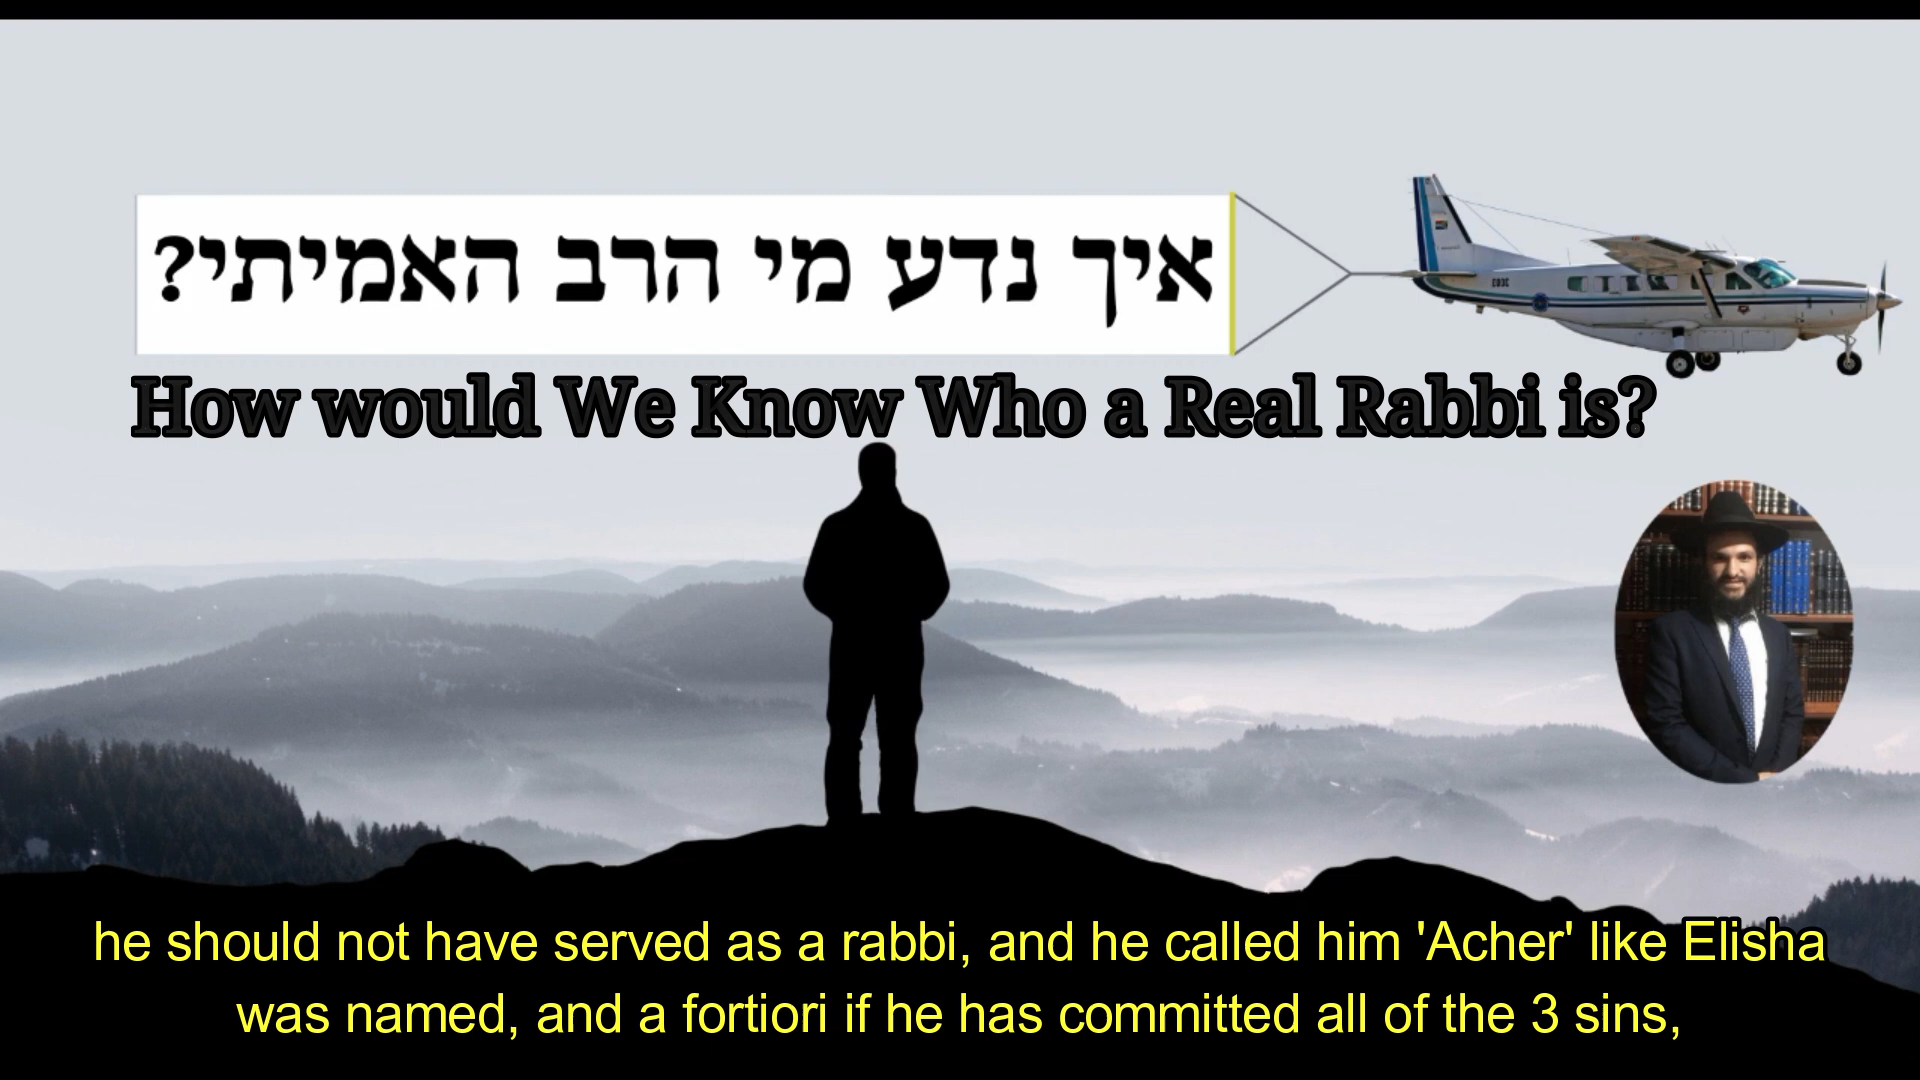 איך נדע מי הרב האמיתי?
How would We Know Who a Real Rabbi is?
he should not have served as a rabbi, and he called him 'Acher' like Elisha
was named, and a fortiori if he has committed all of the 3 sins,